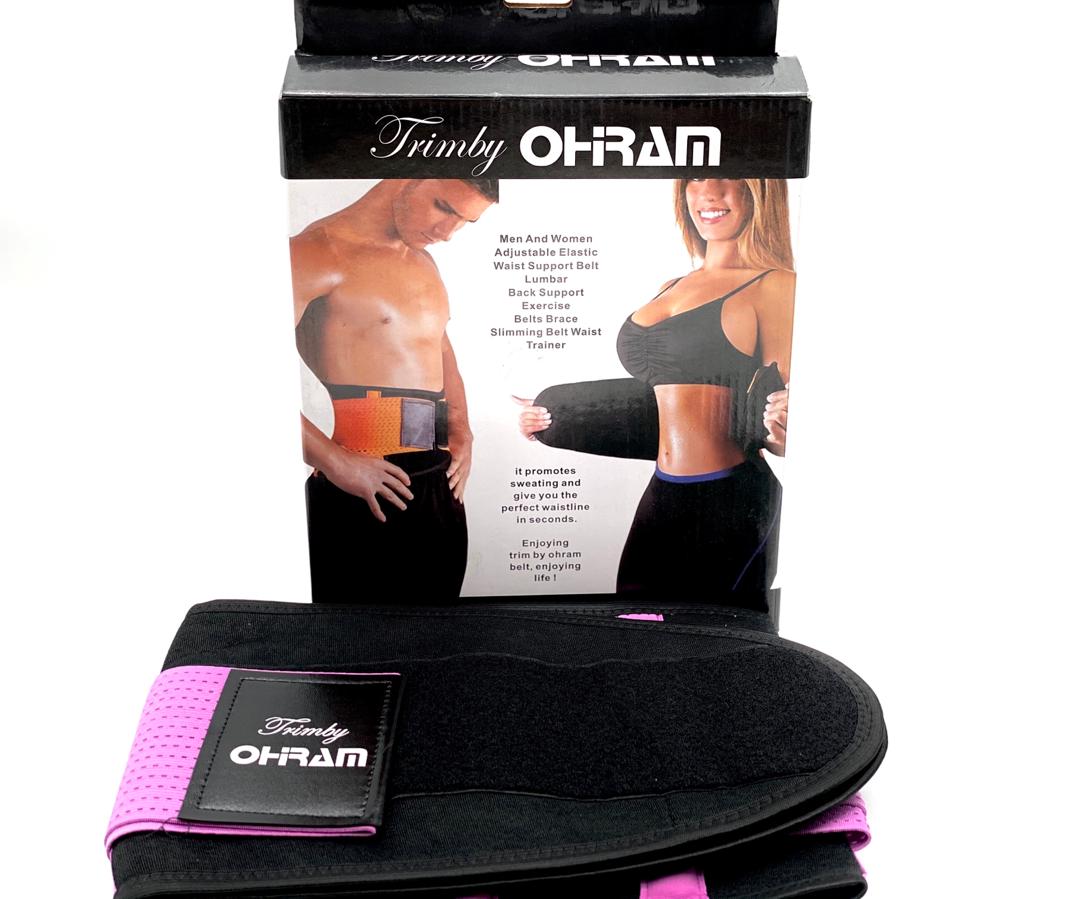 Trimby OHRAM
Trimby OHRAM
Men And Women
Adjustable Elastic
Waist Support Belt
Lumbar
Back Support
Exercise
Belts Brace
Slimming Belt Waist
Trainer
it promotes
sweating and
give you the
perfect waistline
in seconds.
Enjoying
trim by ohram
belt, enjoying
life !
Trimby
OHRAM